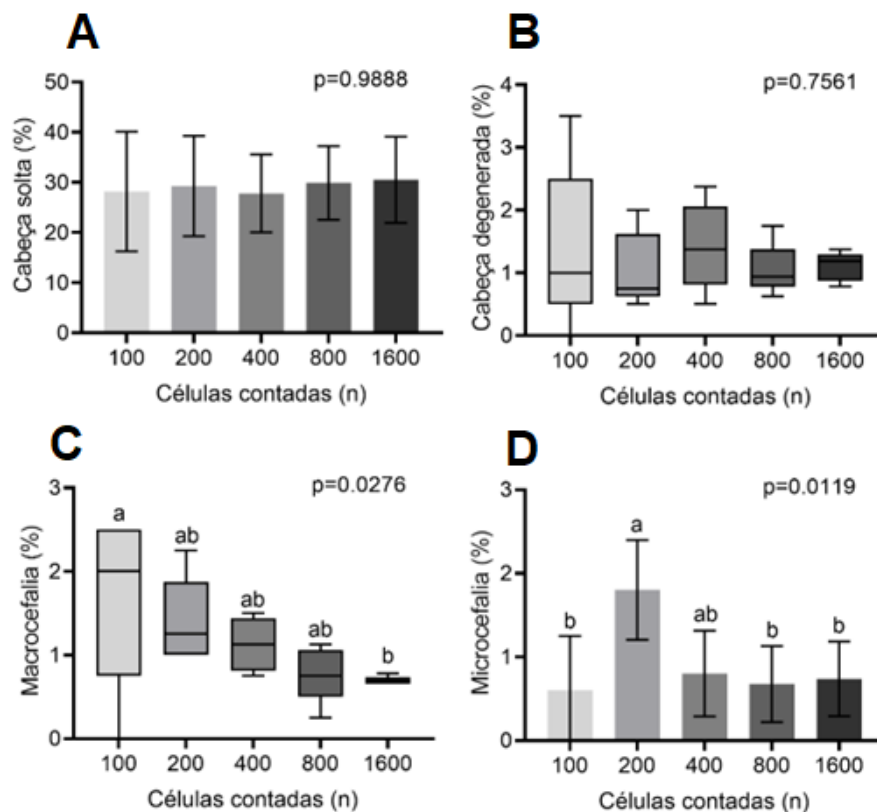 A
p=0.9888
Cabeça solta (%)
50
40
30
20
10
0
100 200 400 800 1600
Células contadas (n)
B
p=0.7561
Cabeça degenerada (%)
4
3
2
1
0
100 200 400 800 1600
Células contadas (n)
C
p=0.0276
Macrocefalia (%)
3
2
1
0
a ab ab ab b
100 200 400 800 1600
Células contadas (n)
D
p=0.0119
Microcefalia (%)
3
2
1
0
b a ab b b
100 200 400 800 1600
Células contadas (n)